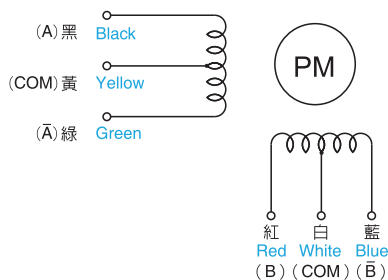 (A) 黑 Black
(COM) 黃 Yellow
(A̅) 綠 Green
PM
紅 白 藍
Red White Blue
(B) (COM) (B̅)